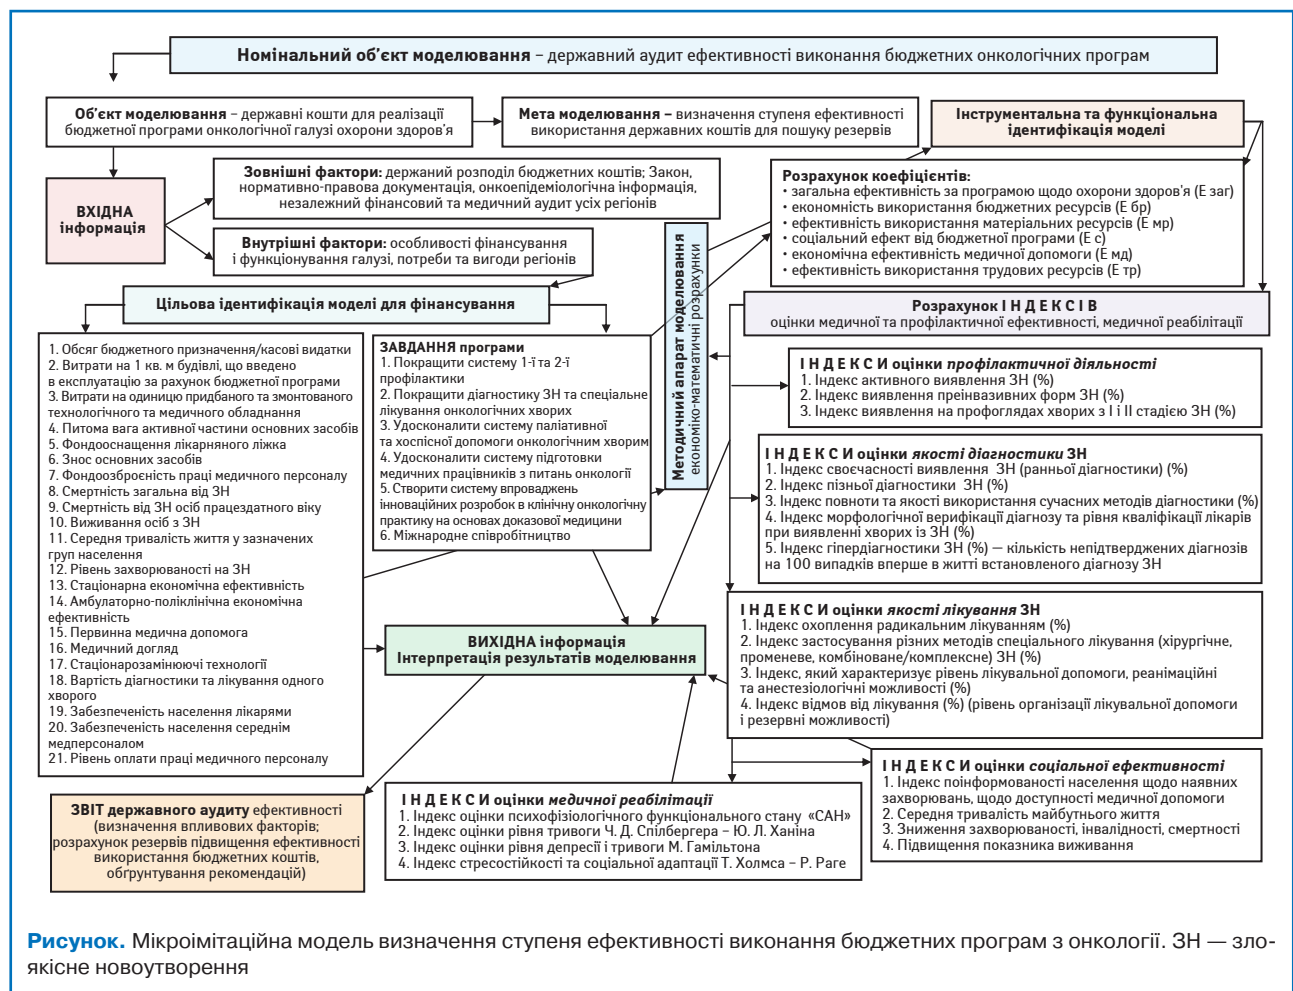 Номінальний об’єкт моделювання – державний аудит ефективності виконання бюджетних онкологічних програм
Об’єкт моделювання – державні кошти для реалізації
бюджетної програми онкологічної галузі охорони здоров’я
Мета моделювання – визначення ступеня ефективності
використання державних коштів для пошуку резервів
Інструментальна та функціональна
ідентифікація моделі
ВХІДНА
інформація
Зовнішні фактори: держаний розподіл бюджетних коштів; Закон,
нормативно-правова документація, онкоепідеміологічна інформація,
незалежний фінансовий та медичний аудит усіх регіонів
Внутрішні фактори: особливості фінансування
і функціонування галузі, потреби та вигоди регіонів
Розрахунок коефіцієнтів:
• загальна ефективність за програмою щодо охорони здоров’я (Е заг)
• економність використання бюджетних ресурсів (Е бр)
• ефективність використання матеріальних ресурсів (Е мр)
• соціальний ефект від бюджетної програми (Е с)
• економічна ефективність медичної допомоги (Е мд)
• ефективність використання трудових ресурсів (Е тр)
Цільова ідентифікація моделі для фінансування
Методичний апарат моделювання
економіко-математичні розрахунки
Розрахунок І Н Д Е К С І В
оцінки медичної та профілактичної ефективності, медичної реабілітації
1. Обсяг бюджетного призначення/касові видатки
2. Витрати на 1 кв. м будівлі, що введено
в експлуатацію за рахунок бюджетної програми
3. Витрати на одиницю придбаного та змонтованого
технологічного та медичного обладнання
4. Питома вага активної частини основних засобів
5. Фондооснащення лікарняного ліжка
6. Знос основних засобів
7. Фондоозброєність праці медичного персоналу
8. Смертність загальна від ЗН
9. Смертність від ЗН осіб працездатного віку
10. Виживання осіб з ЗН
11. Середня тривалість життя у зазначених
груп населення
12. Рівень захворюваності на ЗН
13. Стаціонарна економічна ефективність
14. Амбулаторно-поліклінічна економічна
ефективність
15. Первинна медична допомога
16. Медичний догляд
17. Стаціонарозамінюючі технології
18. Вартість діагностики та лікування одного
хворого
19. Забезпеченість населення лікарями
20. Забезпеченість населення середнім
медперсоналом
21. Рівень оплати праці медичного персоналу
ЗАВДАННЯ програми
1. Покращити систему 1-ї та 2-ї
профілактики
2. Покращити діагностику ЗН та спеціальне
лікування онкологічних хворих
3. Удосконалити систему паліативної
та хоспісної допомоги онкологічним хворим
4. Удосконалити систему підготовки
медичних працівників з питань онкології
5. Створити систему впроваджень
інноваційних розробок в клінічну онкологічну
практику на основах доказової медицини
6. Міжнародне співробітництво
І Н Д Е К С И оцінки профілактичної діяльності
1. Індекс активного виявлення ЗН (%)
2. Індекс виявлення преінвазивних форм ЗН (%)
3. Індекс виявлення на профоглядах хворих з I і II стадією ЗН (%)
І Н Д Е К С И оцінки якості діагностики ЗН
1. Індекс своєчасності виявлення ЗН (ранньої діагностики) (%)
2. Індекс пізньої діагностики ЗН (%)
3. Індекс повноти та якості використання сучасних методів діагностики (%)
4. Індекс морфологічної верифікації діагнозу та рівня кваліфікації лікарів
при виявленні хворих із ЗН (%)
5. Індекс гіпердіагностики ЗН (%) — кількість непідтверджених діагнозів
на 100 випадків вперше в житті встановленого діагнозу ЗН
І Н Д Е К С И оцінки якості лікування ЗН
1. Індекс охоплення радикальним лікуванням (%)
2. Індекс застосування різних методів спеціального лікування (хірургічне,
променеве, комбіноване/комплексне) ЗН (%)
3. Індекс, який характеризує рівень лікувальної допомоги, реанімаційні
та анестезіологічні можливості (%)
4. Індекс відмов від лікування (%) (рівень організації лікувальної допомоги
і резервні можливості)
ВИХІДНА інформація
Інтерпретація результатів моделювання
І Н Д Е К С И оцінки соціальної ефективності
1. Індекс поінформованості населення щодо наявних
захворювань, щодо доступності медичної допомоги
2. Середня тривалість майбутнього життя
3. Зниження захворюваності, інвалідності, смертності
4. Підвищення показника виживання
І Н Д Е К С И оцінки медичної реабілітації
1. Індекс оцінки психофізіологічного функціонального стану «САН»
2. Індекс оцінки рівня тривоги Ч. Д. Спілбергера – Ю. Л. Ханіна
3. Індекс оцінки рівня депресії і тривоги М. Гамільтона
4. Індекс стресостійкості та соціальної адаптації Т. Холмса – Р. Раге
ЗВІТ державного аудиту ефективності
(визначення впливових факторів;
розрахунок резервів підвищення ефективності
використання бюджетних коштів,
обґрунтування рекомендацій)
Рисунок. Мікроімітаційна модель визначення ступеня ефективності виконання бюджетних програм з онкології. ЗН — зло-
якісне новоутворення